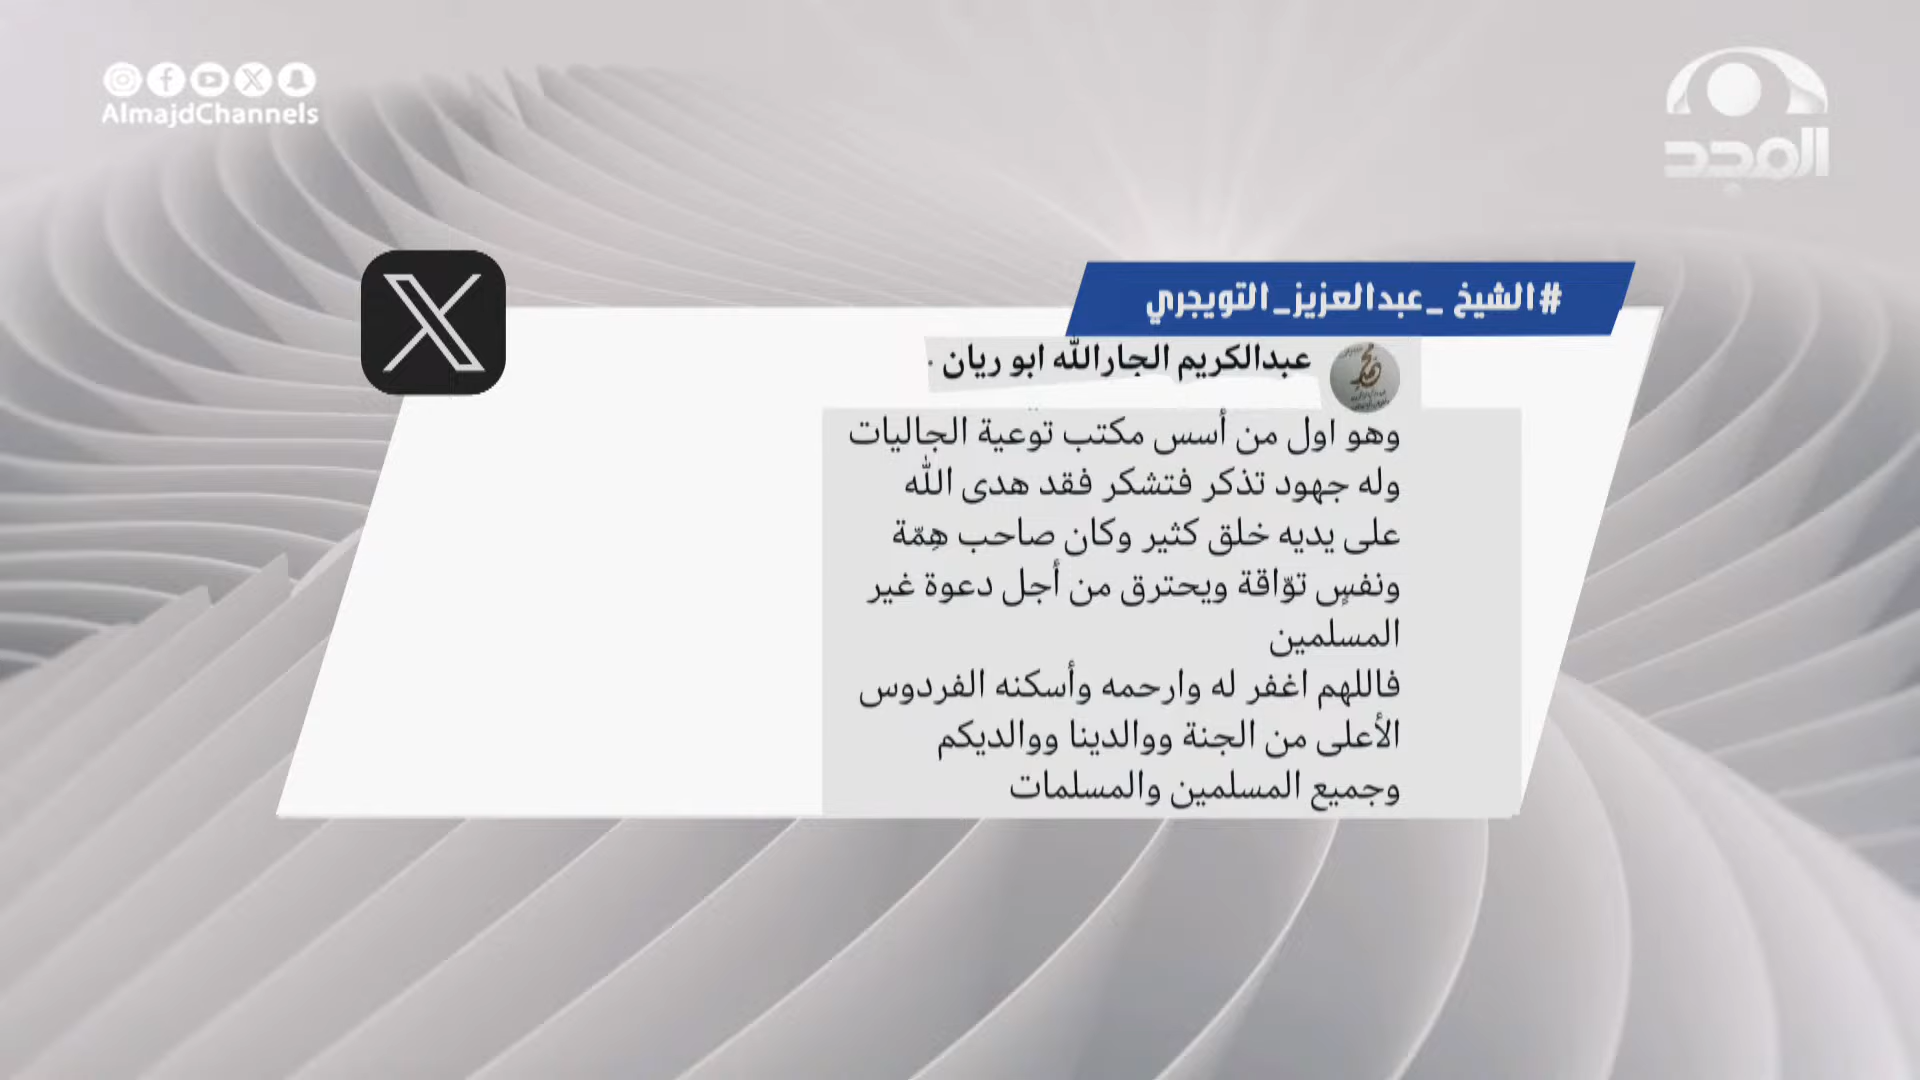 AlmajdChannels
المجد
#الشيخ _عبدالعزيز_التويجري
عبدالكريم الجارالله ابو ريان
وهو اول من أسس مكتب توعية الجاليات
وله جهود تذكر فتشكر فقد هدى الله
على يديه خلق كثير وكان صاحب هِمّة
ونفسٍ توّاقة ويحترق من أجل دعوة غير
المسلمين
فاللهم اغفر له وارحمه وأسكنه الفردوس
الأعلى من الجنة ووالدينا ووالديكم
وجميع المسلمين والمسلمات